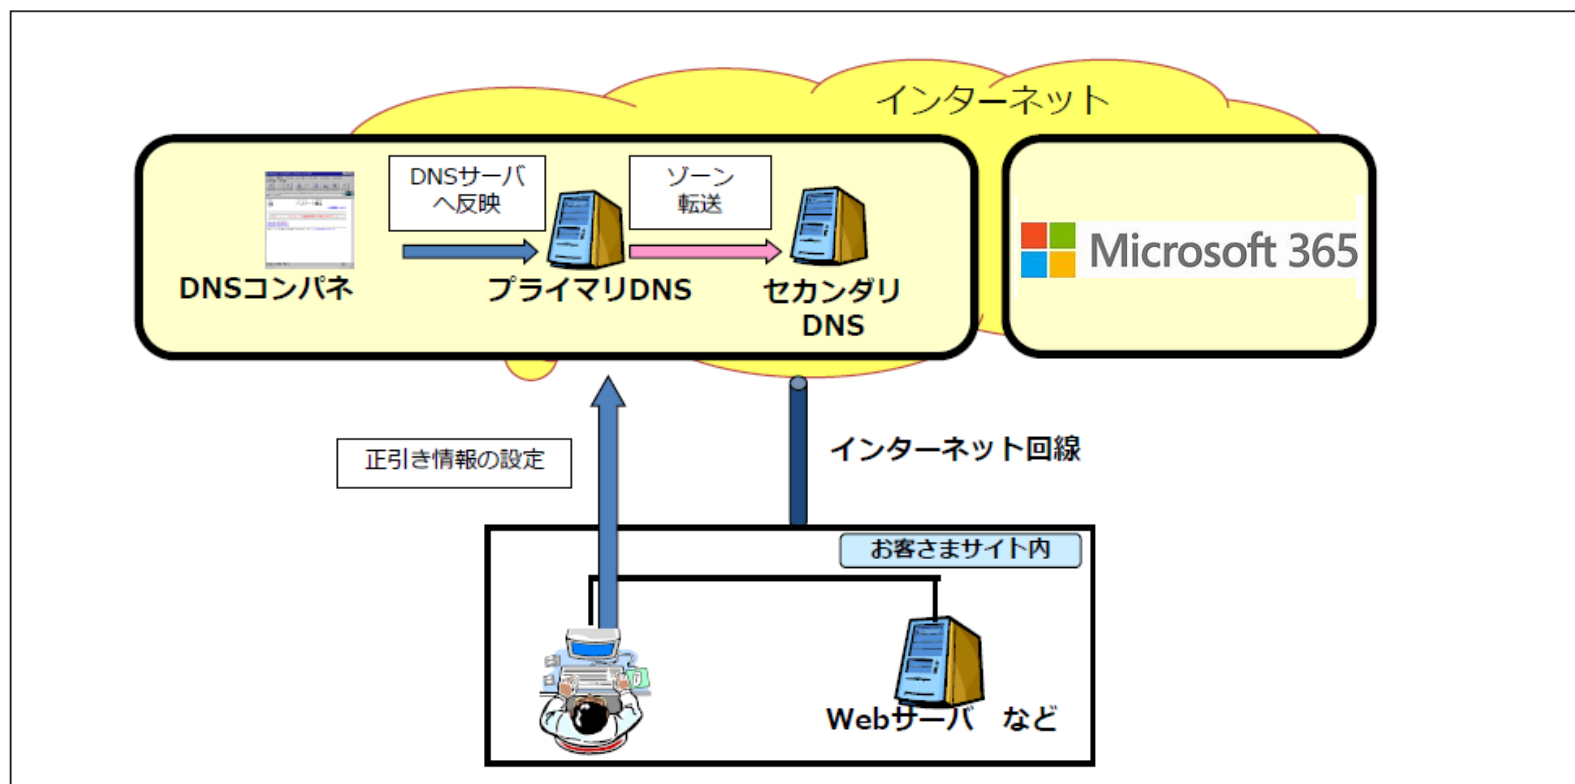 インターネット
DNSサーバ
へ反映
ゾーン
転送
DNSコンパネ
プライマリDNS
セカンダリ
DNS
Microsoft 365
正引き情報の設定
インターネット回線
お客さまサイト内
Webサーバ　など